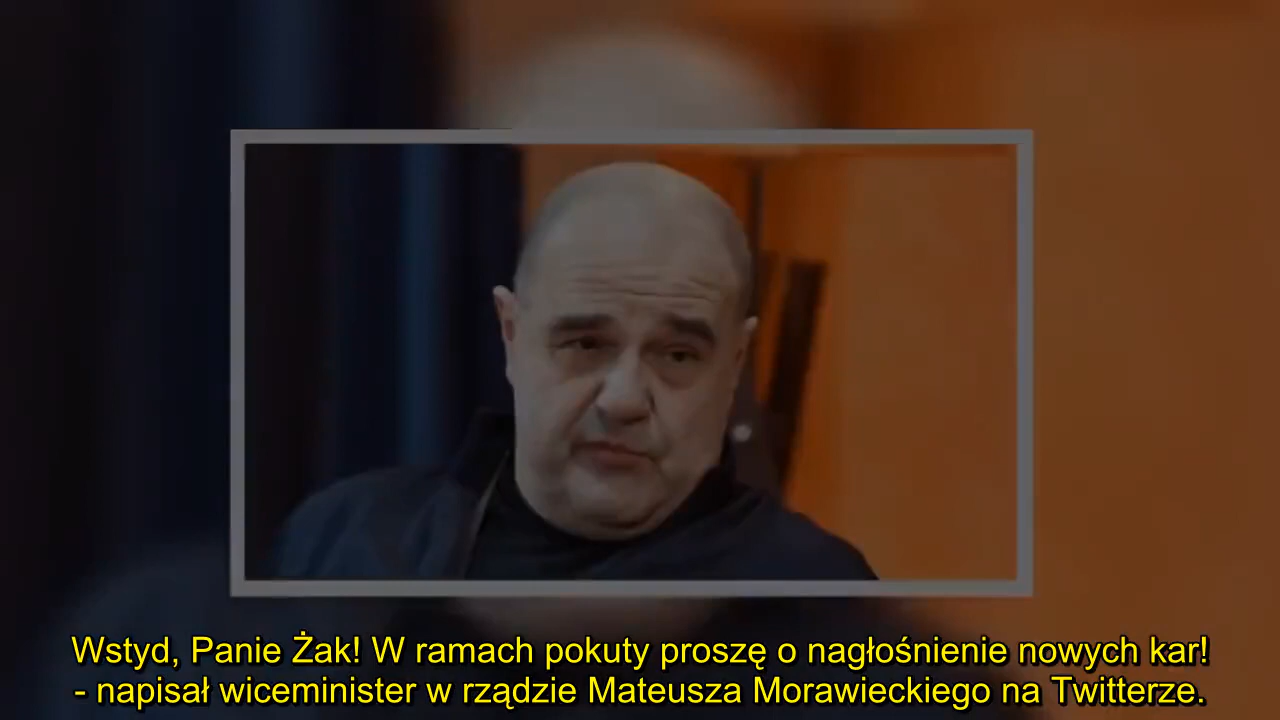 Wstyd, Panie Żak! W ramach pokuty proszę o nagłośnienie nowych kar!
- napisał wiceminister w rządzie Mateusza Morawieckiego na Twitterze.